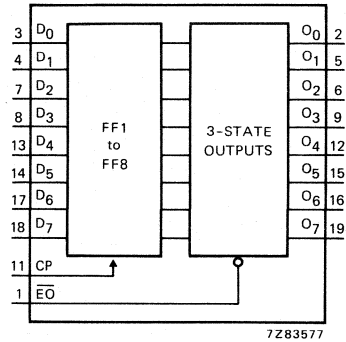 3 D0 O0 2
4 D1 O1 5
7 D2 O2 6
8 D3 O3 9
FF1
to
FF8
3-STATE
OUTPUTS
13 D4 O4 12
14 D5 O5 15
17 D6 O6 16
18 D7 O7 19
11 CP
1 E̅O̅
7Z83577